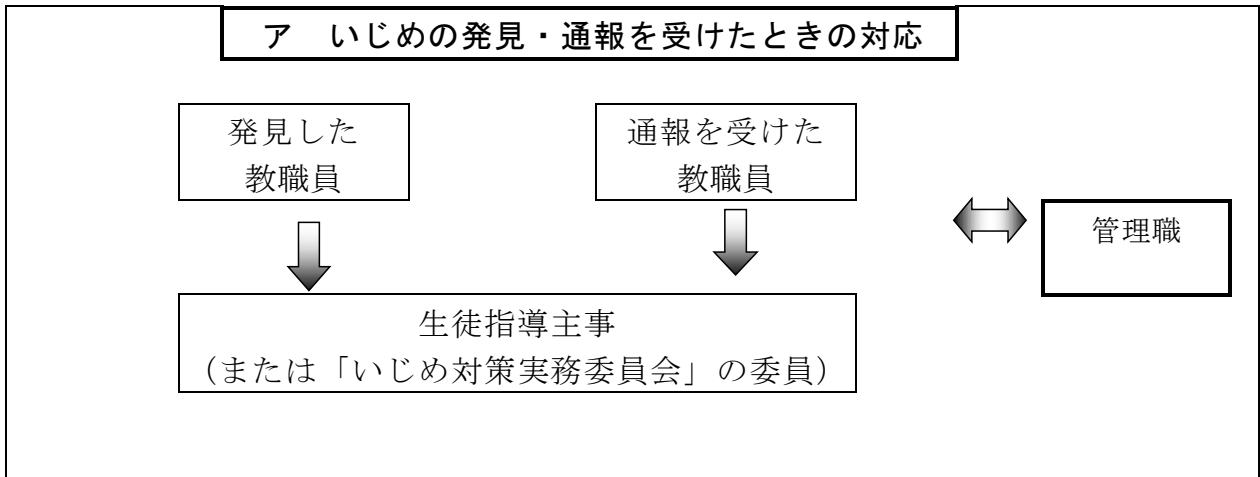 ア　いじめの発見・通報を受けたときの対応
発見した
教職員
通報を受けた
教職員
管理職
生徒指導主事
（または「いじめ対策実務委員会」の委員）